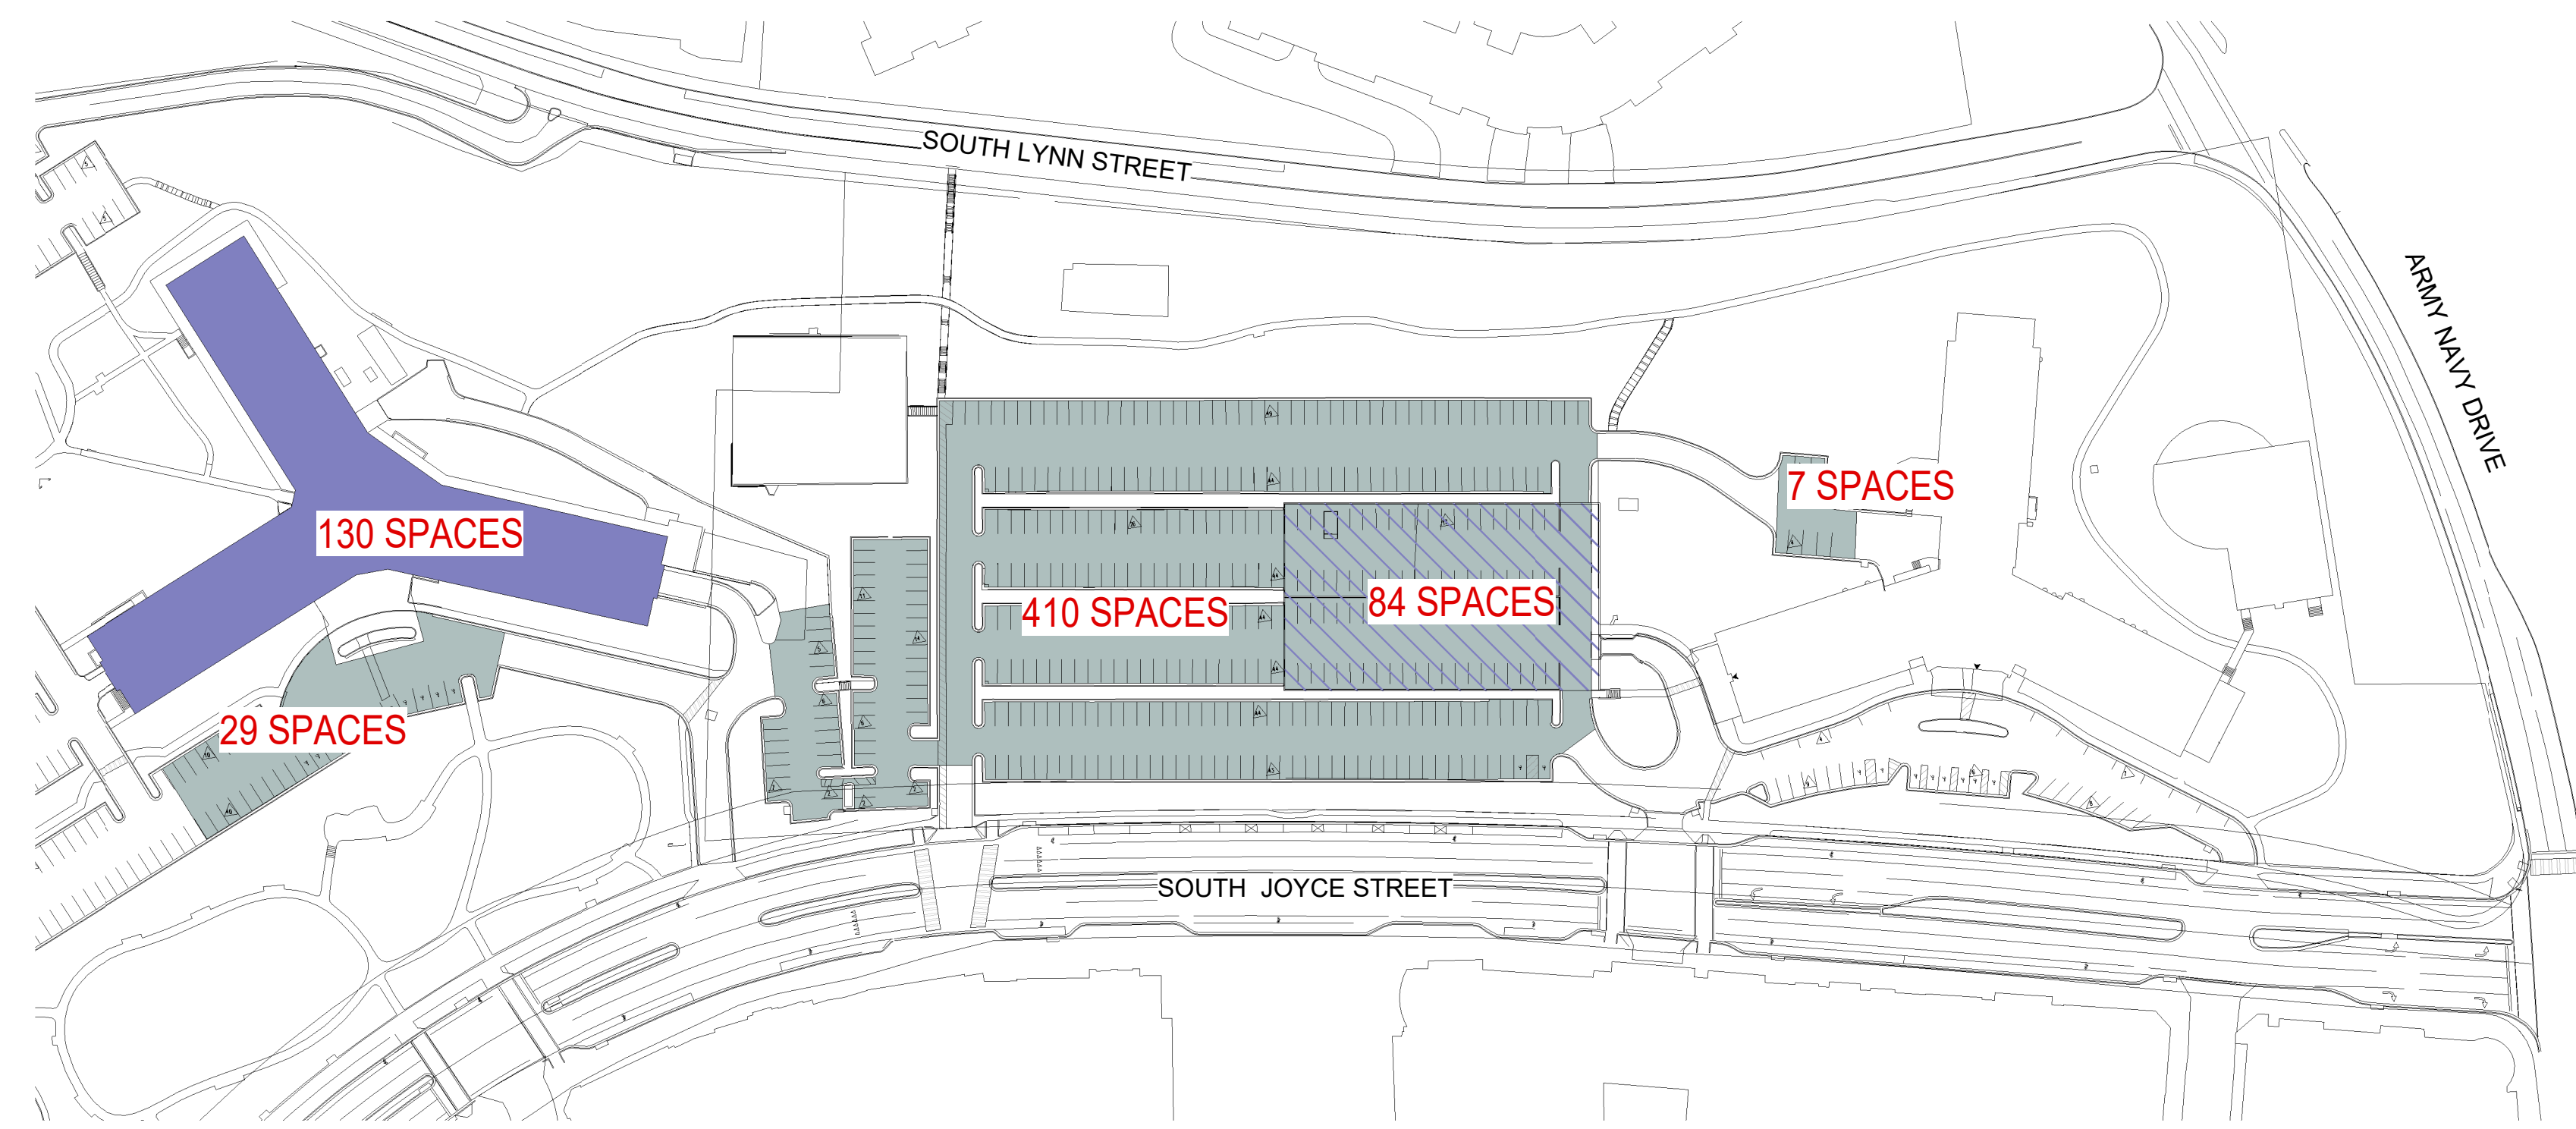 SOUTH LYNN STREET
ARMY NAVY DRIVE
7 SPACES
130 SPACES
410 SPACES
84 SPACES
29 SPACES
SOUTH JOYCE STREET